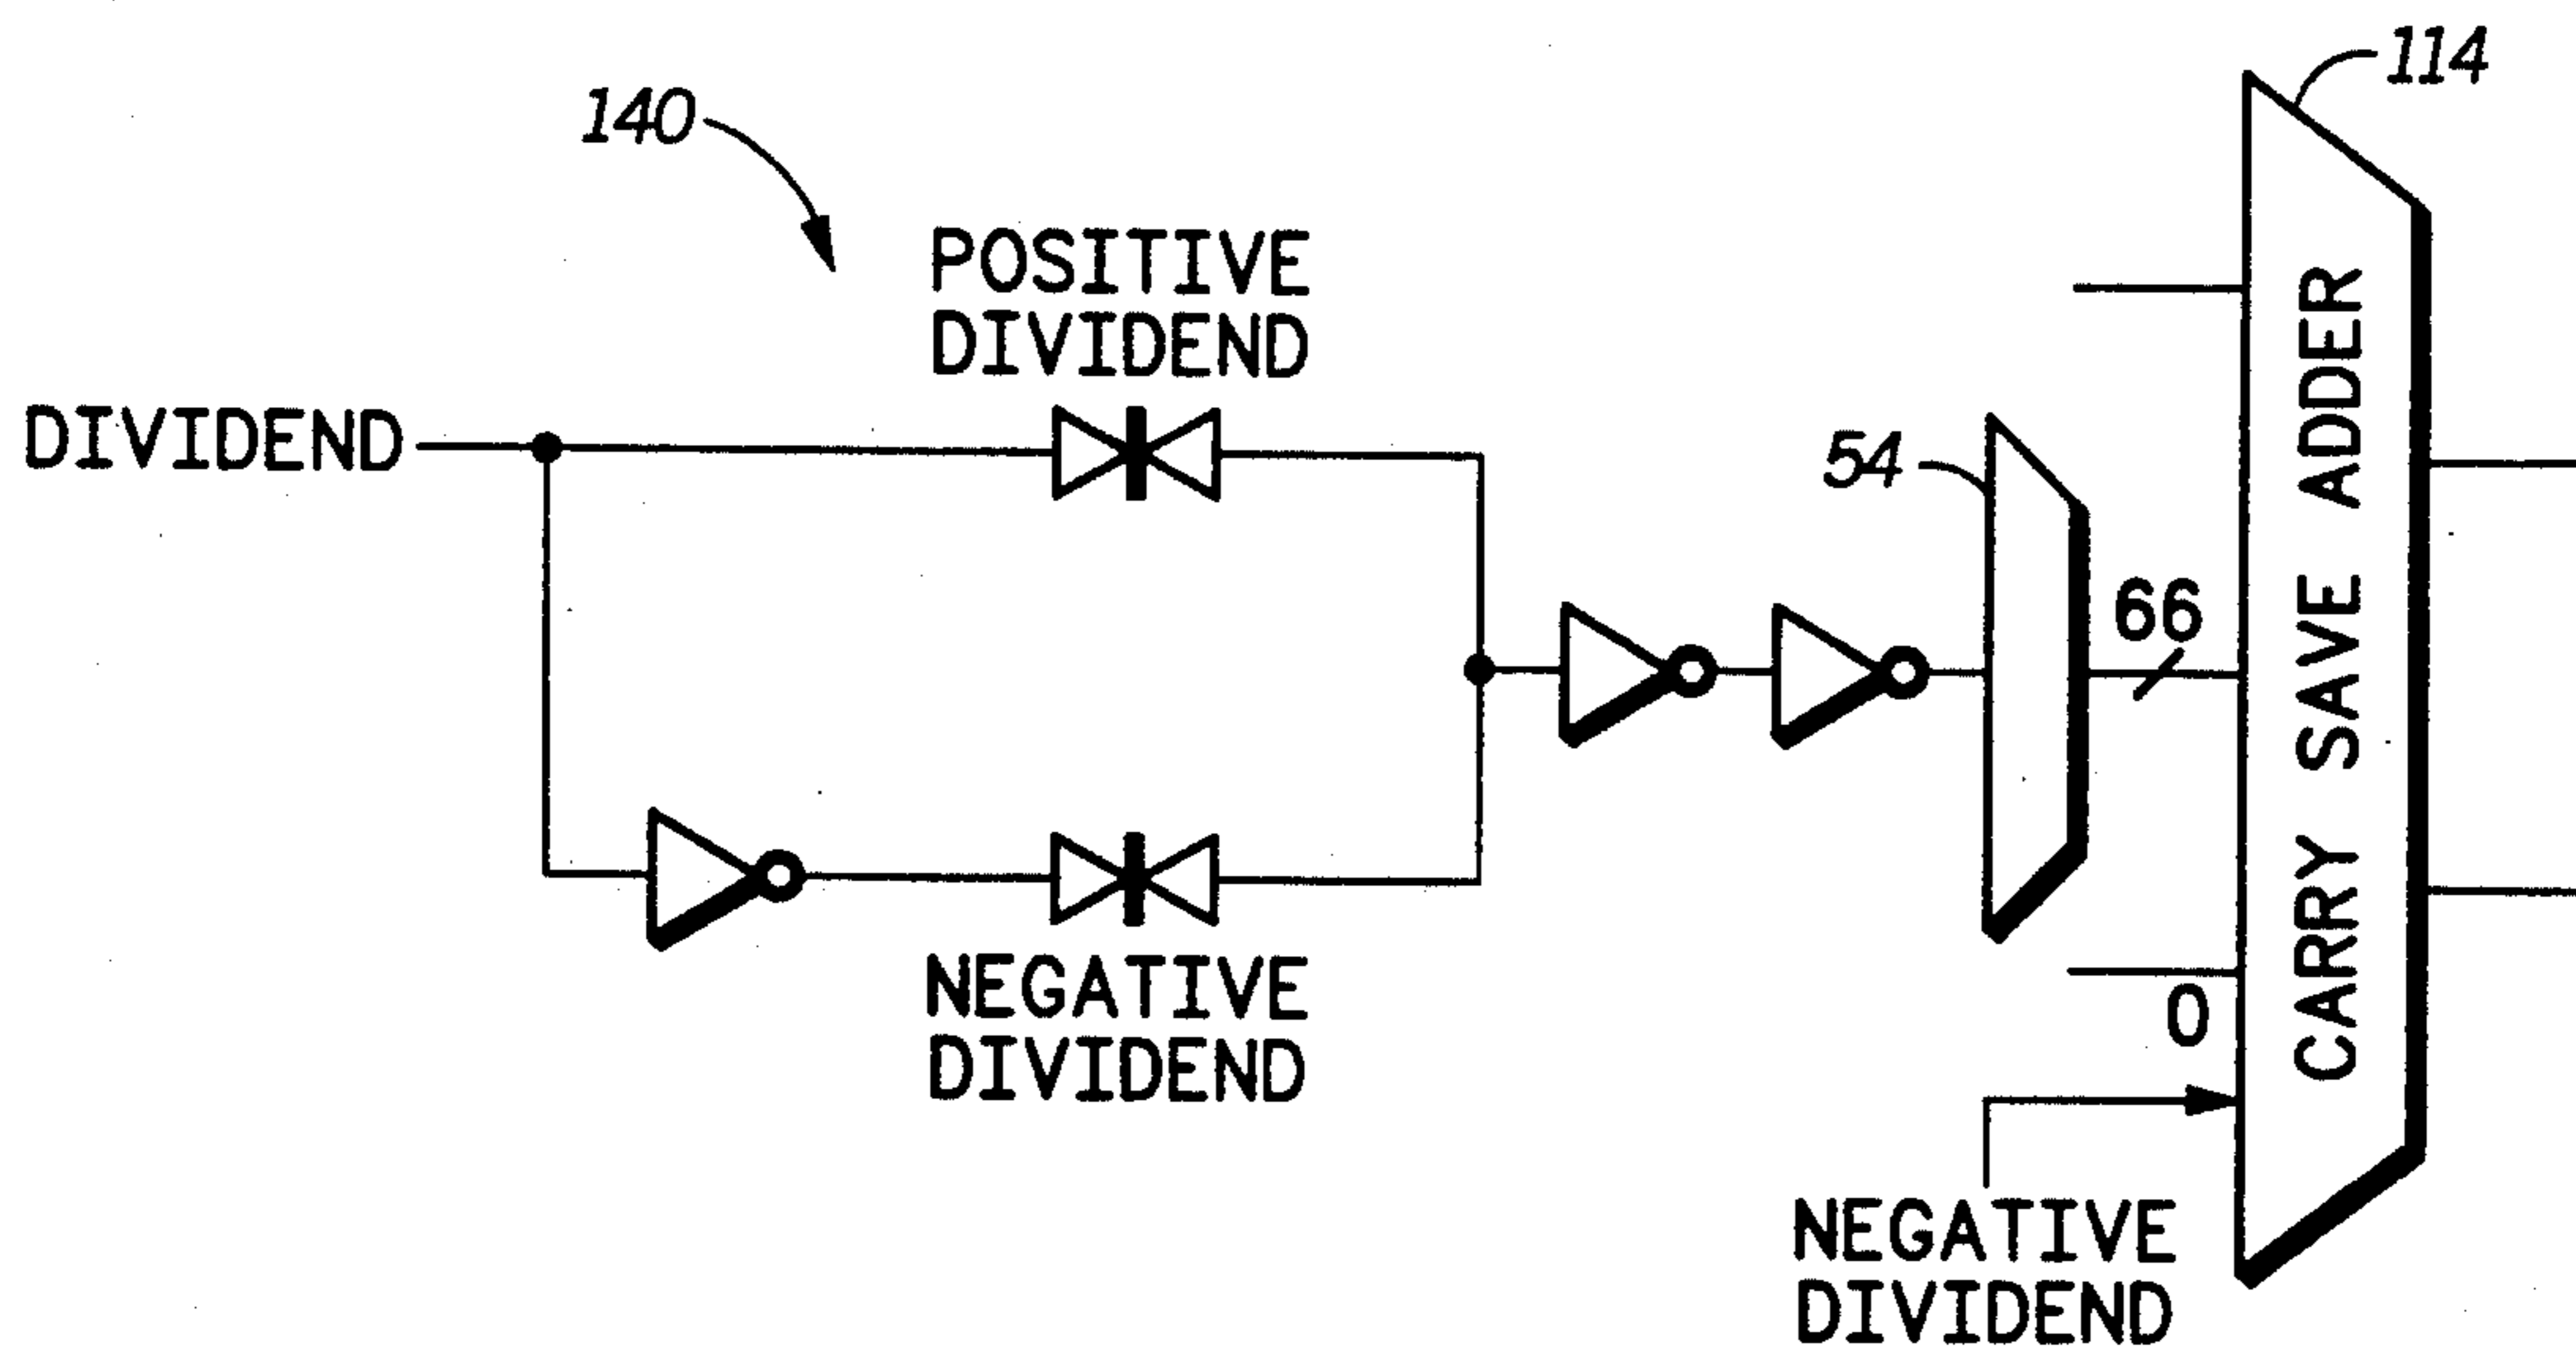 114
140
POSITIVE
DIVIDEND
DIVIDEND
54
66
CARRY SAVE ADDER
NEGATIVE
DIVIDEND
0
NEGATIVE
DIVIDEND